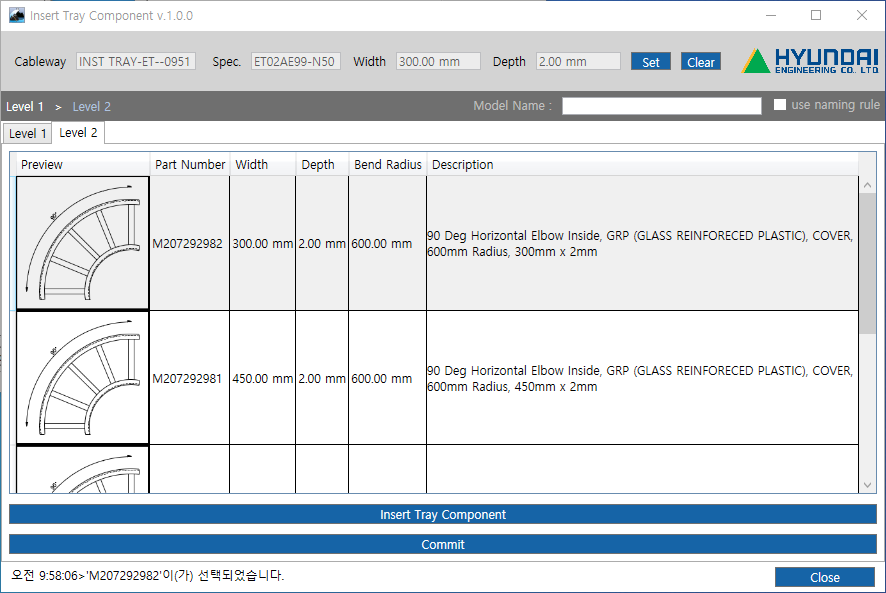 Insert Tray Component v.1.0.0
Cableway INST TRAY-ET--0951 Spec. ET02AE99-N50 Width 300.00 mm Depth 2.00 mm Set Clear
HYUNDAI
ENGINEERING CO., LTD.
Level 1 > Level 2 Model Name : use naming rule
Level 1 Level 2
Preview Part Number Width Depth Bend Radius Description
M207292982 300.00 mm 2.00 mm 600.00 mm 90 Deg Horizontal Elbow Inside, GRP (GLASS REINFORECED PLASTIC), COVER,
600mm Radius, 300mm x 2mm
M207292981 450.00 mm 2.00 mm 600.00 mm 90 Deg Horizontal Elbow Inside, GRP (GLASS REINFORECED PLASTIC), COVER,
600mm Radius, 450mm x 2mm
Insert Tray Component
Commit
오전 9:58:06>'M207292982'이(가) 선택되었습니다.
Close